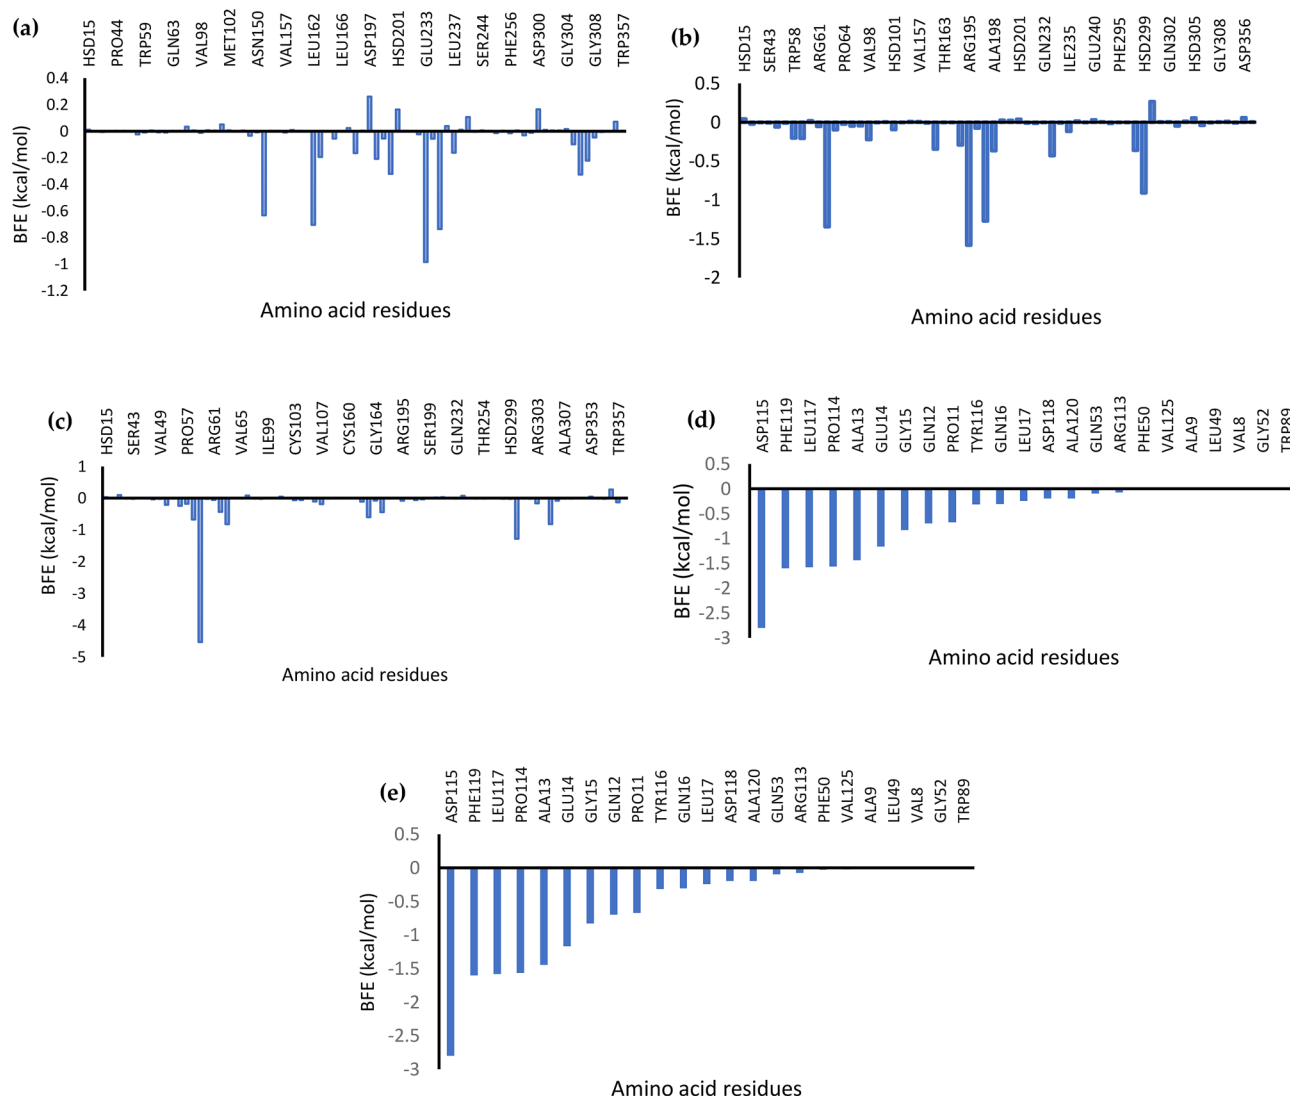 (a)
HSD15 PRO44 TRP59 GLN63 VAL98 MET102 ASN150 VAL157 LEU162 LEU166 ASP197 HSD201 GLU233 LEU237 SER244 PHE256 ASP300 GLY304 GLY308 TRP357
BFE (kcal/mol)
0.4
0.2
0
-0.2
-0.4
-0.6
-0.8
-1
-1.2
Amino acid residues
(b)
HSD15 SER43 TRP58 ARG61 PRO64 VAL98 HSD101 VAL157 THR163 ARG195 ALA198 HSD201 GLN232 ILE235 GLU240 PHE295 HSD299 GLN302 HSD305 GLY308 ASP356
BFE (kcal/mol)
0.5
0
-0.5
-1
-1.5
-2
Amino acid residues
(c)
HSD15 SER43 VAL49 PRO57 ARG61 VAL65 ILE99 CYS103 VAL107 CYS160 GLY164 ARG195 SER199 GLN232 THR254 HSD299 ARG303 ALA307 ASP353 TRP357
BFE (kcal/mol)
1
0
-1
-2
-3
-4
-5
Amino acid residues
(d)
ASP115 PHE119 LEU117 PRO114 ALA13 GLU14 GLY15 GLN12 PRO11 TYR116 GLN16 LEU17 ASP118 ALA120 GLN53 ARG113 PHE50 VAL125 ALA9 LEU49 VAL8 GLY52 TRP89
BFE (kcal/mol)
0.5
0
-0.5
-1
-1.5
-2
-2.5
-3
Amino acid residues
(e)
ASP115 PHE119 LEU117 PRO114 ALA13 GLU14 GLY15 GLN12 PRO11 TYR116 GLN16 LEU17 ASP118 ALA120 GLN53 ARG113 PHE50 VAL125 ALA9 LEU49 VAL8 GLY52 TRP89
BFE (kcal/mol)
0.5
0
-0.5
-1
-1.5
-2
-2.5
-3
Amino acid residues